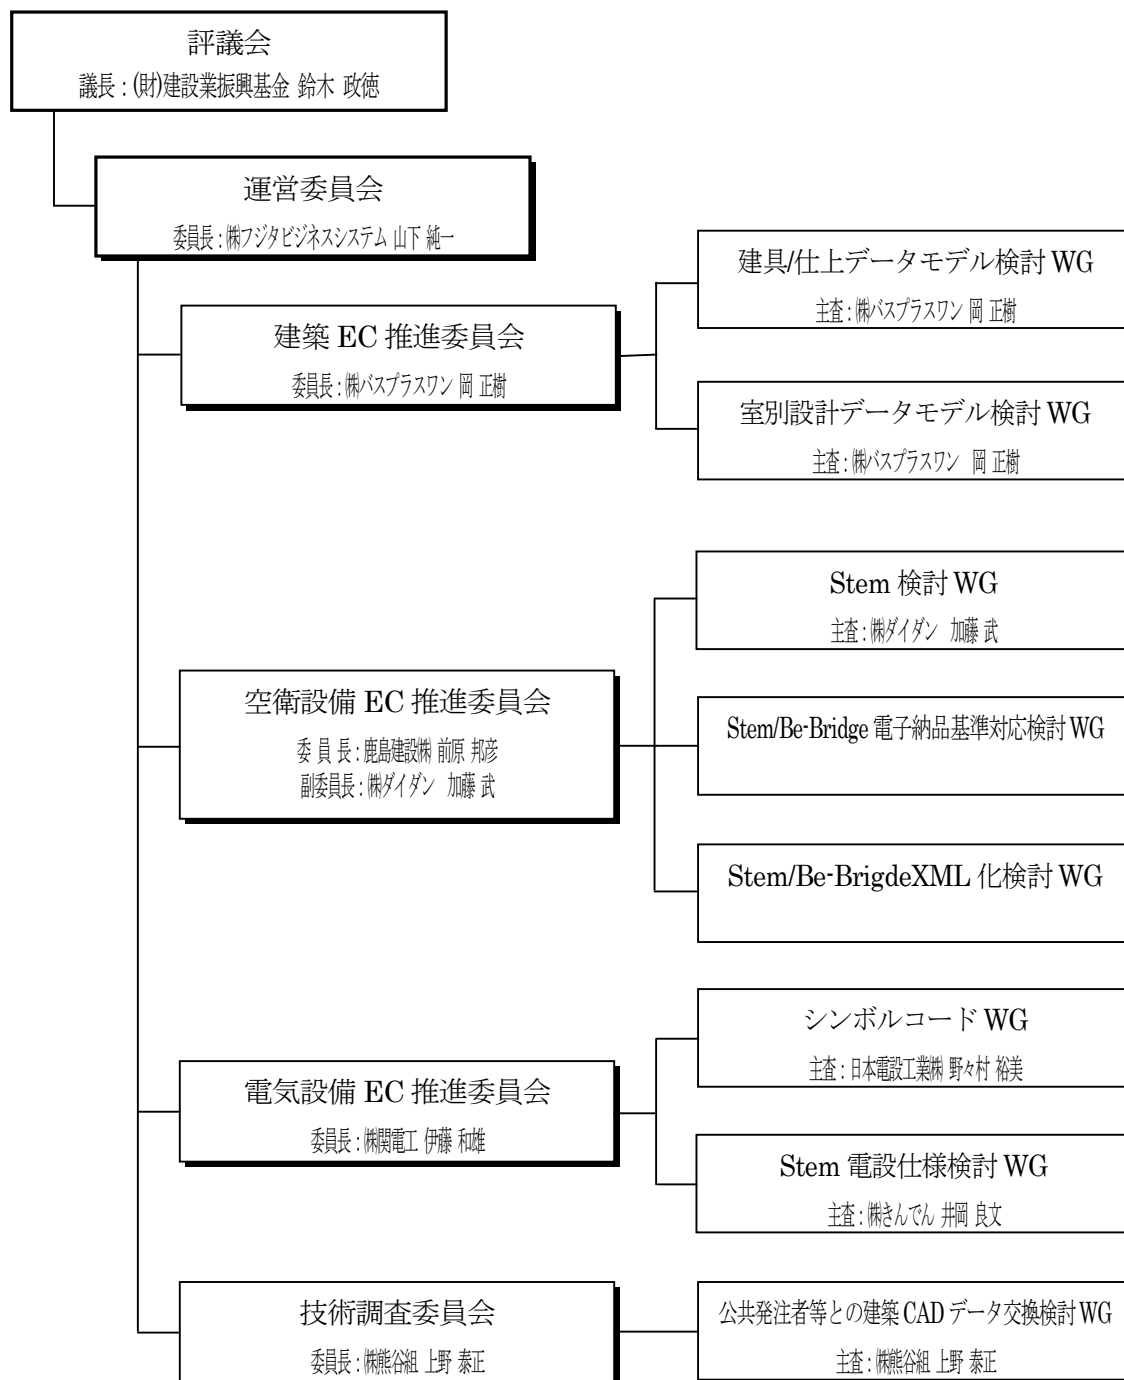 評議会
議長：(財)建設業振興基金 鈴木 政徳
運営委員会
委員長：㈱フジタビジネスシステム 山下 純一
建築 EC 推進委員会
委員長：㈱バスプラスワン 岡 正樹
建具/仕上データモデル検討 WG
主査：㈱バスプラスワン 岡 正樹
室別設計データモデル検討 WG
主査：㈱バスプラスワン 岡 正樹
空衛設備 EC 推進委員会
委 員 長：鹿島建設㈱ 前原 邦彦
副委員長：㈱ダイダン 加藤 武
Stem 検討 WG
主査：㈱ダイダン 加藤 武
Stem/Be-Bridge 電子納品基準対応検討 WG
Stem/Be-BrigdeXML 化検討 WG
電気設備 EC 推進委員会
委員長：㈱関電工 伊藤 和雄
シンボルコード WG
主査：日本電設工業㈱ 野々村 裕美
Stem 電設仕様検討 WG
主査：㈱きんでん 井岡 良文
技術調査委員会
委員長：㈱熊谷組 上野 泰正
公共発注者等との建築 CAD データ交換検討 WG
主査：㈱熊谷組 上野 泰正